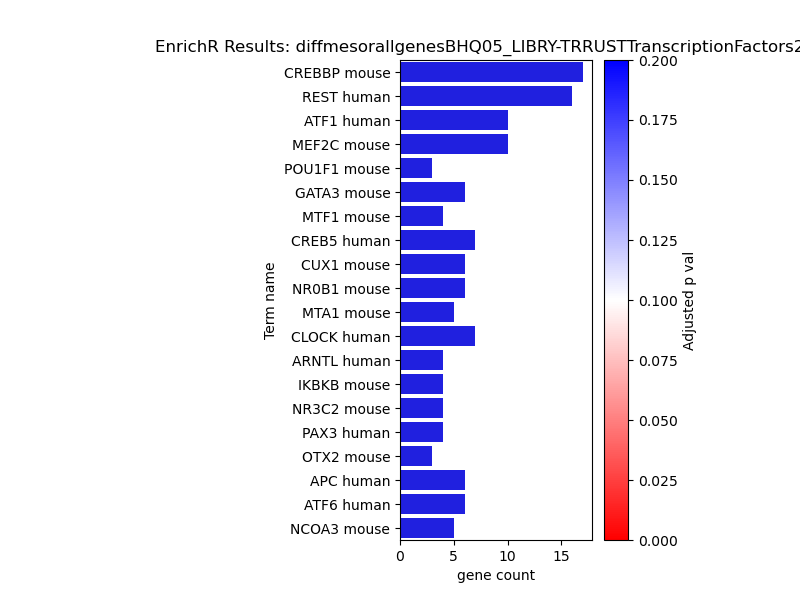 EnrichR Results: diffmesorallgenesBHQ05_LIBRY-TRRUSTTranscriptionFactors2
CREBBP mouse
REST human
ATF1 human
MEF2C mouse
POU1F1 mouse
GATA3 mouse
MTF1 mouse
CREB5 human
CUX1 mouse
NR0B1 mouse
MTA1 mouse
CLOCK human
ARNTL human
IKBKB mouse
NR3C2 mouse
PAX3 human
OTX2 mouse
APC human
ATF6 human
NCOA3 mouse
Term name
0 5 10 15
gene count
0.200
0.175
0.150
0.125
0.100
0.075
0.050
0.025
0.000
Adjusted p val